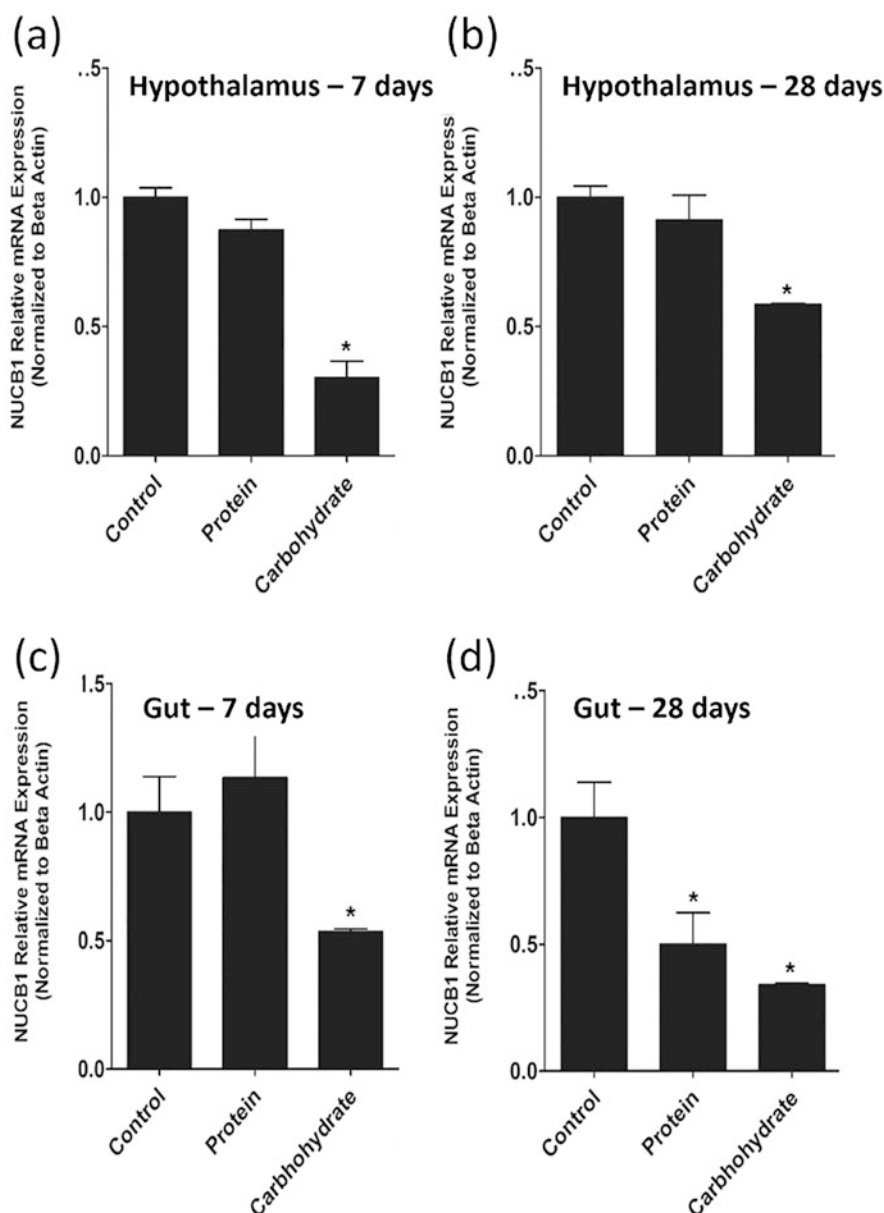 (a)
Hypothalamus – 7 days
NUCB1 Relative mRNA Expression
(Normalized to Beta Actin)
.5
1.0
0.5
0.0
Control
Protein
*
Carbohydrate
(b)
Hypothalamus – 28 days
NUCB1 Relative mRNA Expressi
(Normalized to Beta Actin)
.5
1.0
0.5
0.0
Control
Protein
*
Carbohydrate
(c)
Gut – 7 days
NUCB1 Relative mRNA Expression
(Normalized to Beta Actin)
1.5
1.0
0.5
0.0
Control
Protein
*
Carbhohydrate
(d)
Gut – 28 days
NUCB1 Relative mRNA Expression
(Normalized to Beta Actin)
.5
1.0
0.5
0.0
Control
*
Protein
*
Carbhohydrate